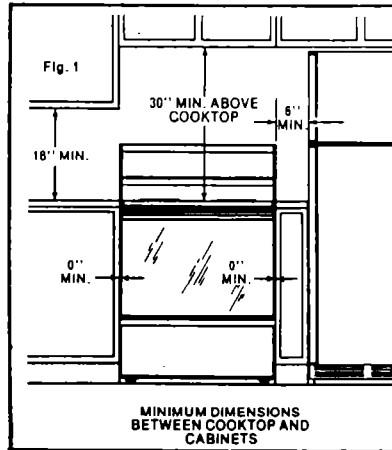 Fig. 1
30" MIN. ABOVE
COOKTOP
6"
MIN.
18" MIN.
0"
MIN.
0"
MIN.
MINIMUM DIMENSIONS
BETWEEN COOKTOP AND
CABINETS